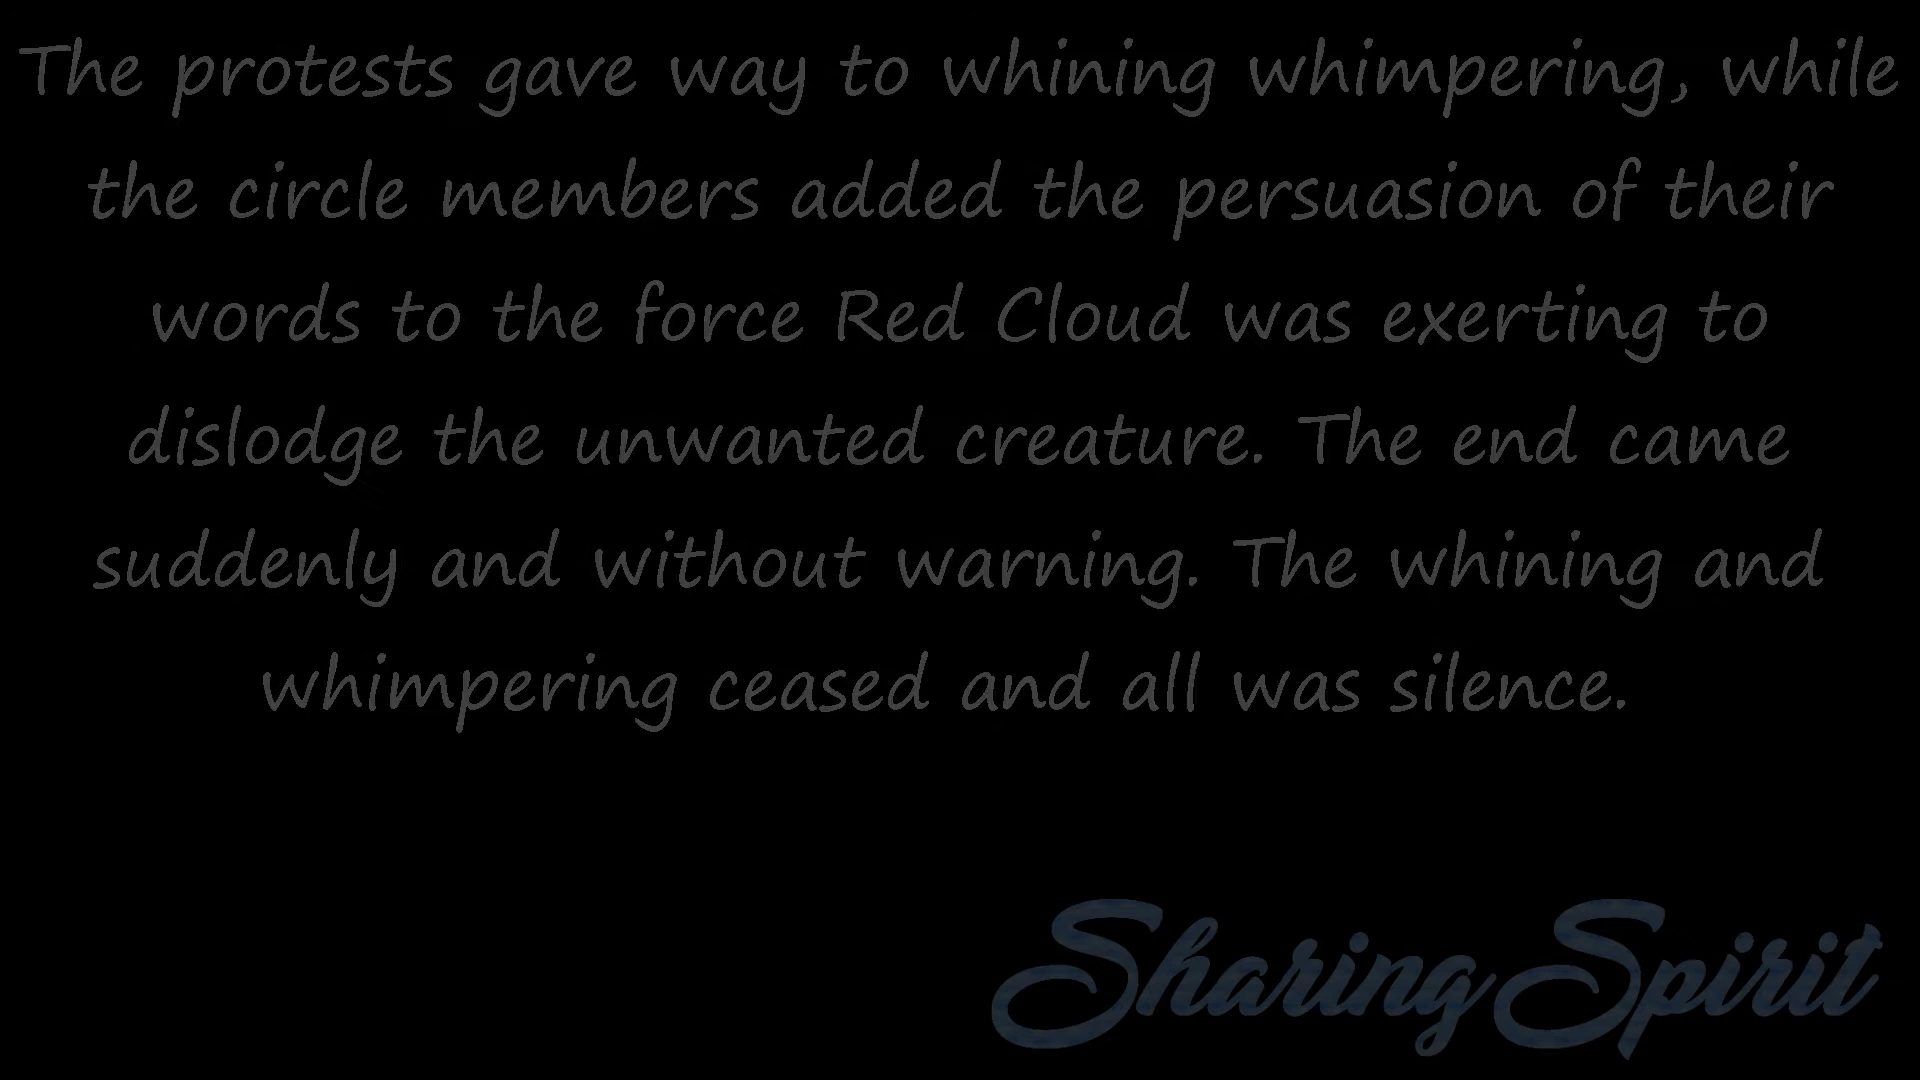 The protests gave way to whining whimpering, while
the circle members added the persuasion of their
words to the force Red Cloud was exerting to
dislodge the unwanted creature. The end came
suddenly and without warning. The whining and
whimpering ceased and all was silence.
Sharing Spirit